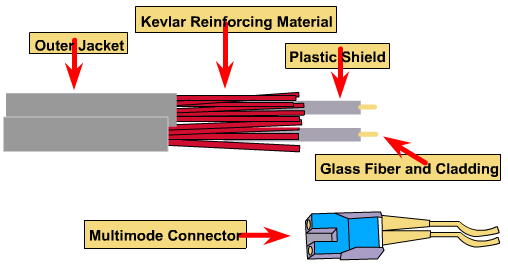 Kevlar Reinforcing Material
Outer Jacket
Plastic Shield
Glass Fiber and Cladding
Multimode Connector